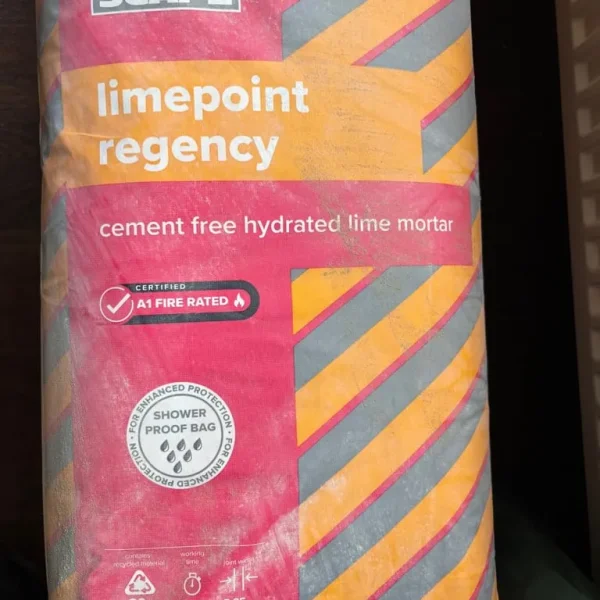 limepoint
regency
cement free hydrated lime mortar
CERTIFIED
A1 FIRE RATED
• FOR ENHANCED PROTECTION •
SHOWER
PROOF BAG
FOR ENHANCED PROTECTION
working
time
joint